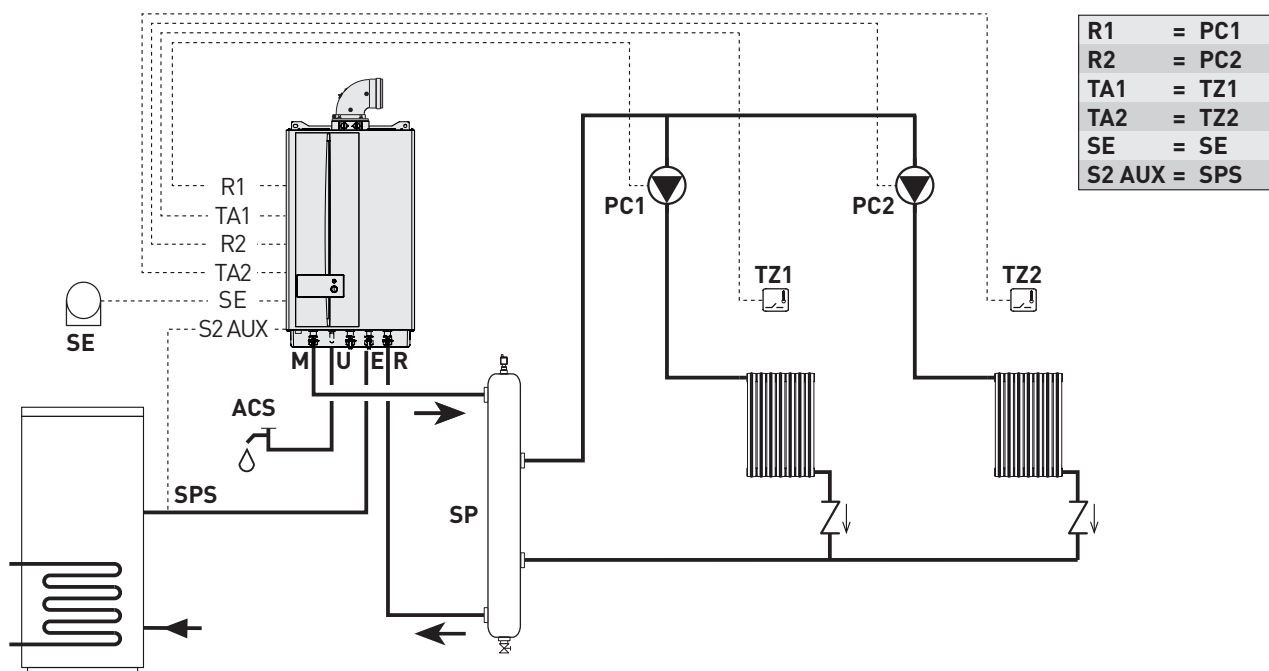 R1 = PC1
R2 = PC2
TA1 = TZ1
TA2 = TZ2
SE = SE
S2 AUX = SPS
R1
TA1
R2
TA2
SE
S2 AUX
SE
M U E R
PC1
PC2
TZ1
TZ2
ACS
SPS
SP